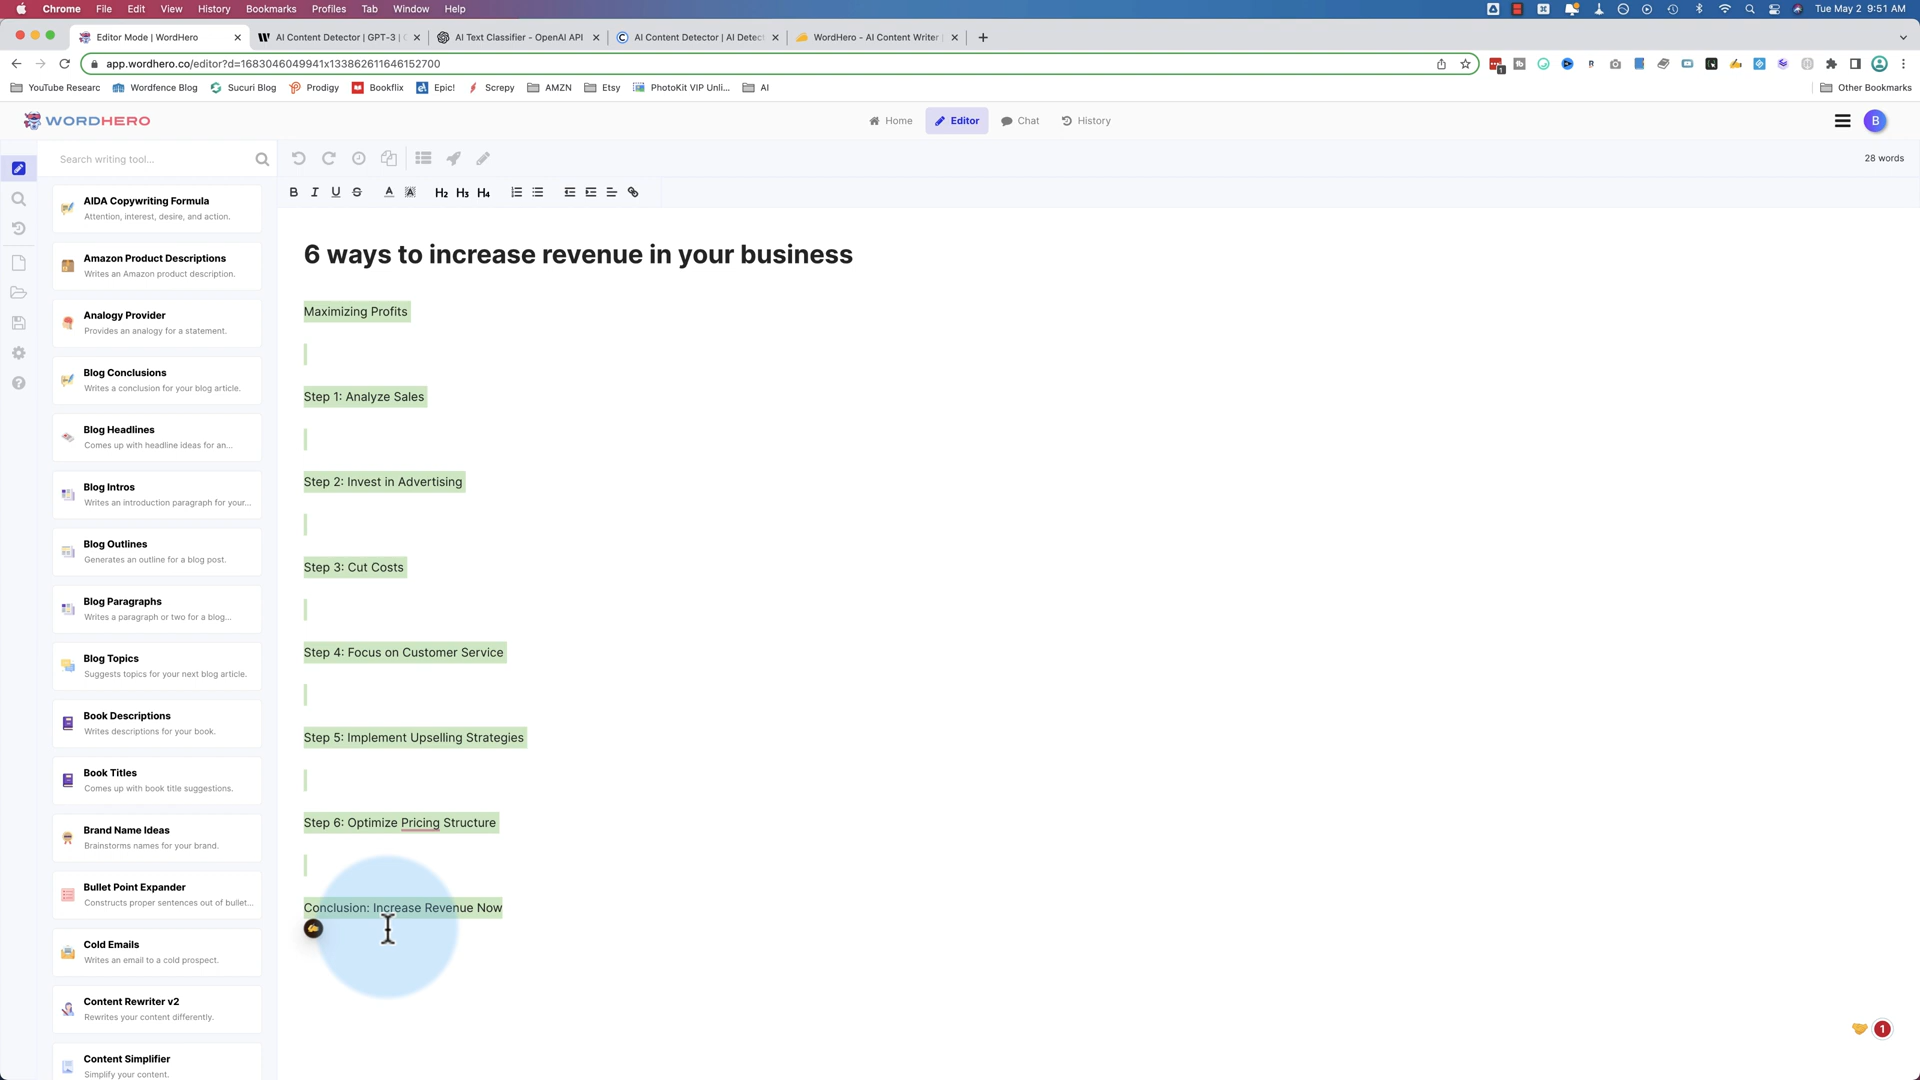 Chrome File Edit View History Bookmarks Profiles Tab Window Help Tue May 2 9:51 AM
Editor Mode | WordHero AI Content Detector | GPT-3 | AI Text Classifier - OpenAI API AI Content Detector | AI Detec WordHero - AI Content Writer
app.wordhero.co/editor?d=1683046049941x133862611646152700
YouTube Researc Wordfence Blog Sucuri Blog Prodigy Bookflix Epic! Screpy AMZN Etsy PhotoKit VIP Unli... AI Other Bookmarks
WORDHERO Home Editor Chat History B
Search writing tool... 28 words
B I U S A A H2 H3 H4
AIDA Copywriting Formula
Attention, interest, desire, and action.
Amazon Product Descriptions
Writes an Amazon product description.
Analogy Provider
Provides an analogy for a statement.
Blog Conclusions
Writes a conclusion for your blog article.
Blog Headlines
Comes up with headline ideas for an...
Blog Intros
Writes an introduction paragraph for your...
Blog Outlines
Generates an outline for a blog post.
Blog Paragraphs
Writes a paragraph or two for a blog...
Blog Topics
Suggests topics for your next blog article.
Book Descriptions
Writes descriptions for your book.
Book Titles
Comes up with book title suggestions.
Brand Name Ideas
Brainstorms names for your brand.
Bullet Point Expander
Constructs proper sentences out of bullet...
Cold Emails
Writes an email to a cold prospect.
Content Rewriter v2
Rewrites your content differently.
Content Simplifier
Simplify your content.
6 ways to increase revenue in your business
Maximizing Profits
Step 1: Analyze Sales
Step 2: Invest in Advertising
Step 3: Cut Costs
Step 4: Focus on Customer Service
Step 5: Implement Upselling Strategies
Step 6: Optimize Pricing Structure
Conclusion: Increase Revenue Now
1